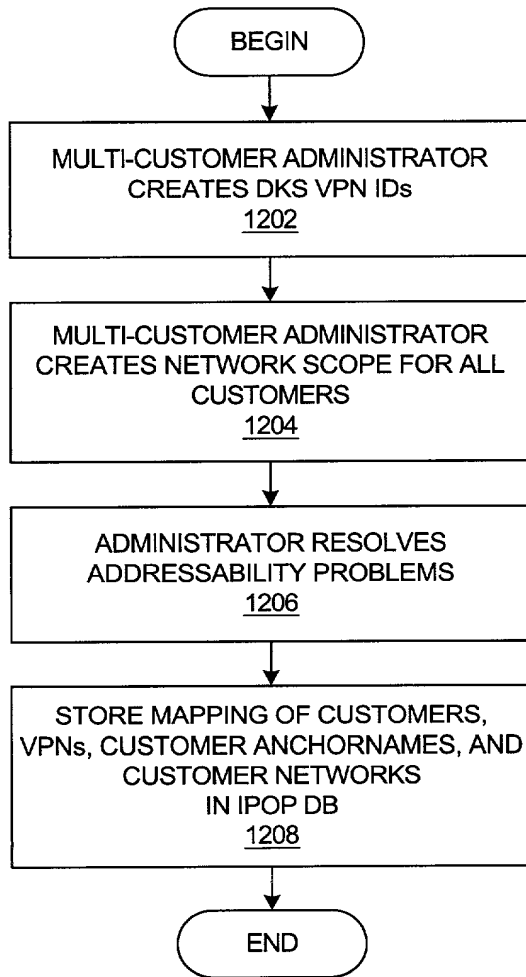 BEGIN
MULTI-CUSTOMER ADMINISTRATOR
CREATES DKS VPN IDs
1202
MULTI-CUSTOMER ADMINISTRATOR
CREATES NETWORK SCOPE FOR ALL
CUSTOMERS
1204
ADMINISTRATOR RESOLVES
ADDRESSABILITY PROBLEMS
1206
STORE MAPPING OF CUSTOMERS,
VPNs, CUSTOMER ANCHORNAMES, AND
CUSTOMER NETWORKS
IN IPOP DB
1208
END